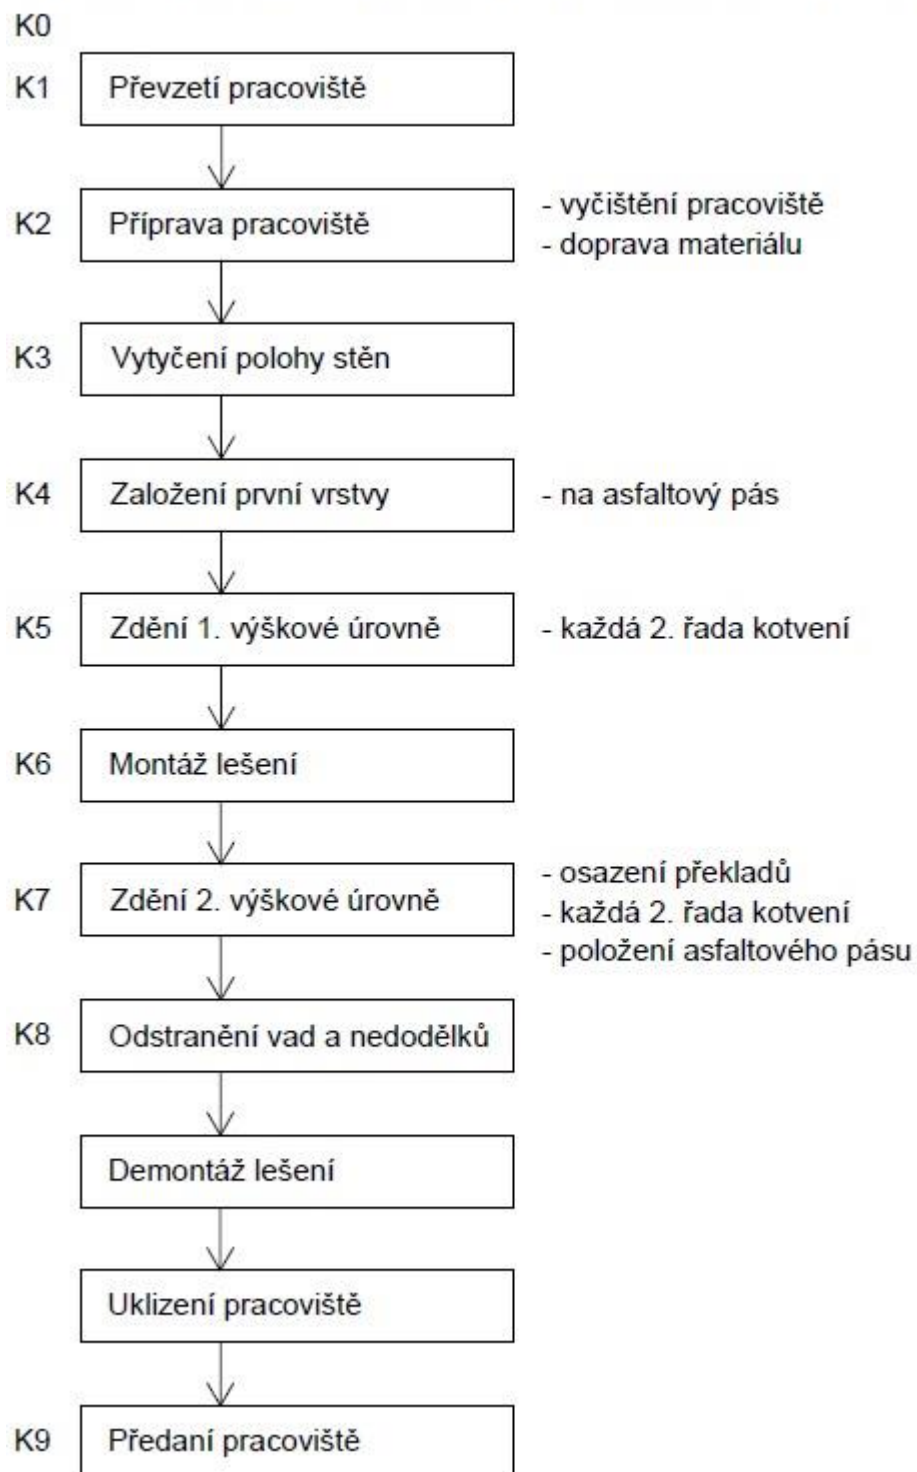 K0
K1 Převzetí pracoviště
K2 Příprava pracoviště
- vyčištění pracoviště
- doprava materiálu
K3 Vytyčení polohy stěn
K4 Založení první vrstvy - na asfaltový pás
K5 Zdění 1. výškové úrovně - každá 2. řada kotvení
K6 Montáž lešení
K7 Zdění 2. výškové úrovně
- osazení překladů
- každá 2. řada kotvení
- položení asfaltového pásu
K8 Odstranění vad a nedodělků
Demontáž lešení
Uklizení pracoviště
K9 Předaní pracoviště